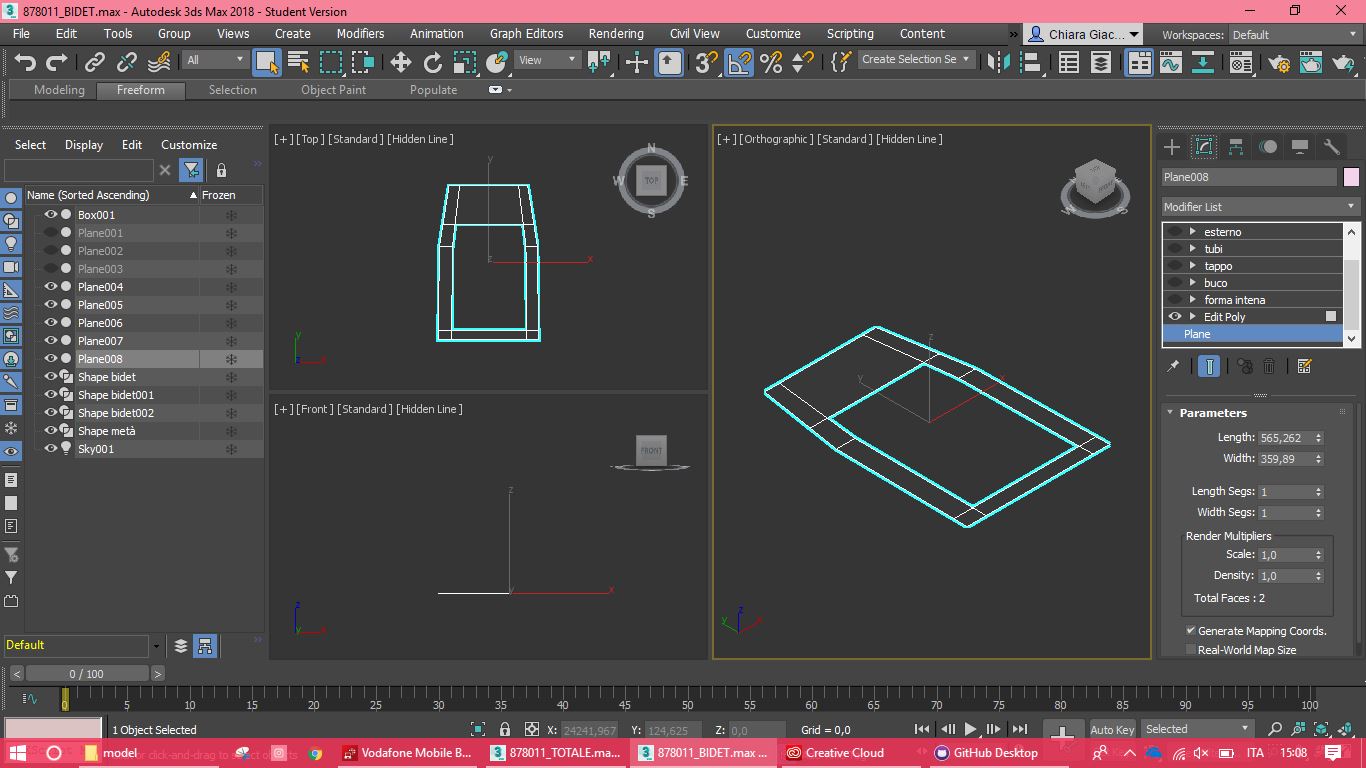 878011_BIDET.max - Autodesk 3ds Max 2018 - Student Version
File Edit Tools Group Views Create Modifiers Animation Graph Editors Rendering Civil View Customize Scripting Content » Chiara Giac... Workspaces: Default
All View Create Selection Se
Modeling Freeform Selection Object Paint Populate
Select Display Edit Customize
Name (Sorted Ascending) Frozen
Box001
Plane001
Plane002
Plane003
Plane004
Plane005
Plane006
Plane007
Plane008
Shape bidet
Shape bidet001
Shape bidet002
Shape metà
Sky001
Default
[+] [Top] [Standard] [Hidden Line]
N
W TOP E
S
y
z x
y
z x
[+] [Front] [Standard] [Hidden Line]
FRONT
z
y x
z
y x
[+] [Orthographic] [Standard] [Hidden Line]
W S
z
y x
z
y x
Plane008
Modifier List
esterno
tubi
tappo
buco
forma intena
Edit Poly
Plane
Parameters
Length: 565,262
Width: 359,89
Length Segs: 1
Width Segs: 1
Render Multipliers
Scale: 1,0
Density: 1,0
Total Faces : 2
Generate Mapping Coords.
Real-World Map Size
< 0 / 100 >
0 5 10 15 20 25 30 35 40 45 50 55 60 65 70 75 80 85 90 95 100
1 Object Selected X: 24241,967 Y: 124,625 Z: 0,0 Grid = 0,0 Auto Key Selected
model Vodafone Mobile B... 878011_TOTALE.ma... 878011_BIDET.max ... Creative Cloud GitHub Desktop ITA 15:08